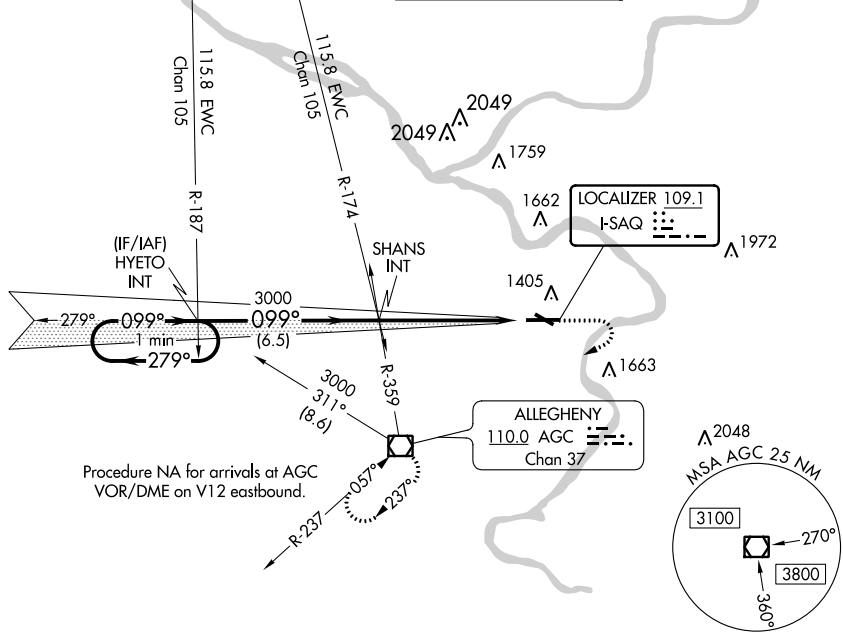 115.8 EWC
Chan 105
R-187
115.8 EWC
Chan 105
R-174
2049
2049
1759
1662
LOCALIZER 109.1
I-SAQ
1972
(IF/IAF)
HYETO
INT
SHANS
INT
1405
3000
279°
099°
099°
1 min
(6.5)
279°
R-359
3000
311°
(8.6)
1663
ALLEGHENY
110.0 AGC
Chan 37
2048
MSA AGC 25 NM
Procedure NA for arrivals at AGC
VOR/DME on V12 eastbound.
057°
237°
R-237
3100
270°
3800
360°